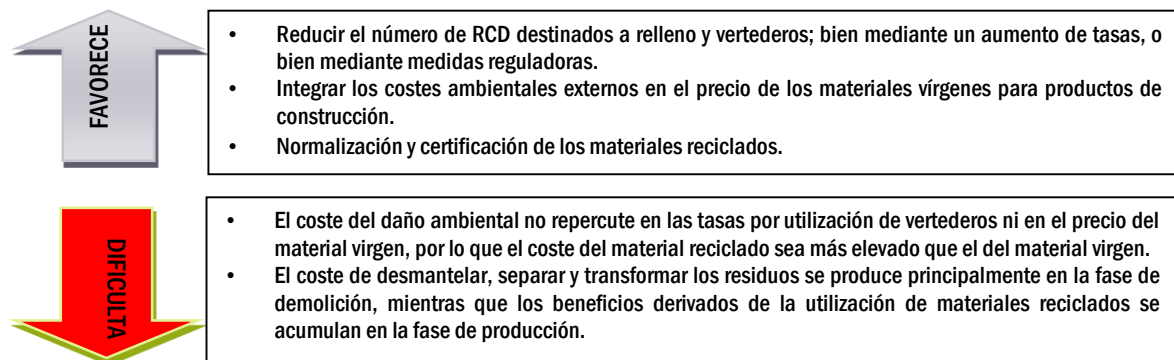 FAVORECE
• Reducir el número de RCD destinados a relleno y vertederos; bien mediante un aumento de tasas, o
bien mediante medidas reguladoras.
• Integrar los costes ambientales externos en el precio de los materiales vírgenes para productos de
construcción.
• Normalización y certificación de los materiales reciclados.
DIFICULTA
• El coste del daño ambiental no repercute en las tasas por utilización de vertederos ni en el precio del
material virgen, por lo que el coste del material reciclado sea más elevado que el del material virgen.
• El coste de desmantelar, separar y transformar los residuos se produce principalmente en la fase de
demolición, mientras que los beneficios derivados de la utilización de materiales reciclados se
acumulan en la fase de producción.